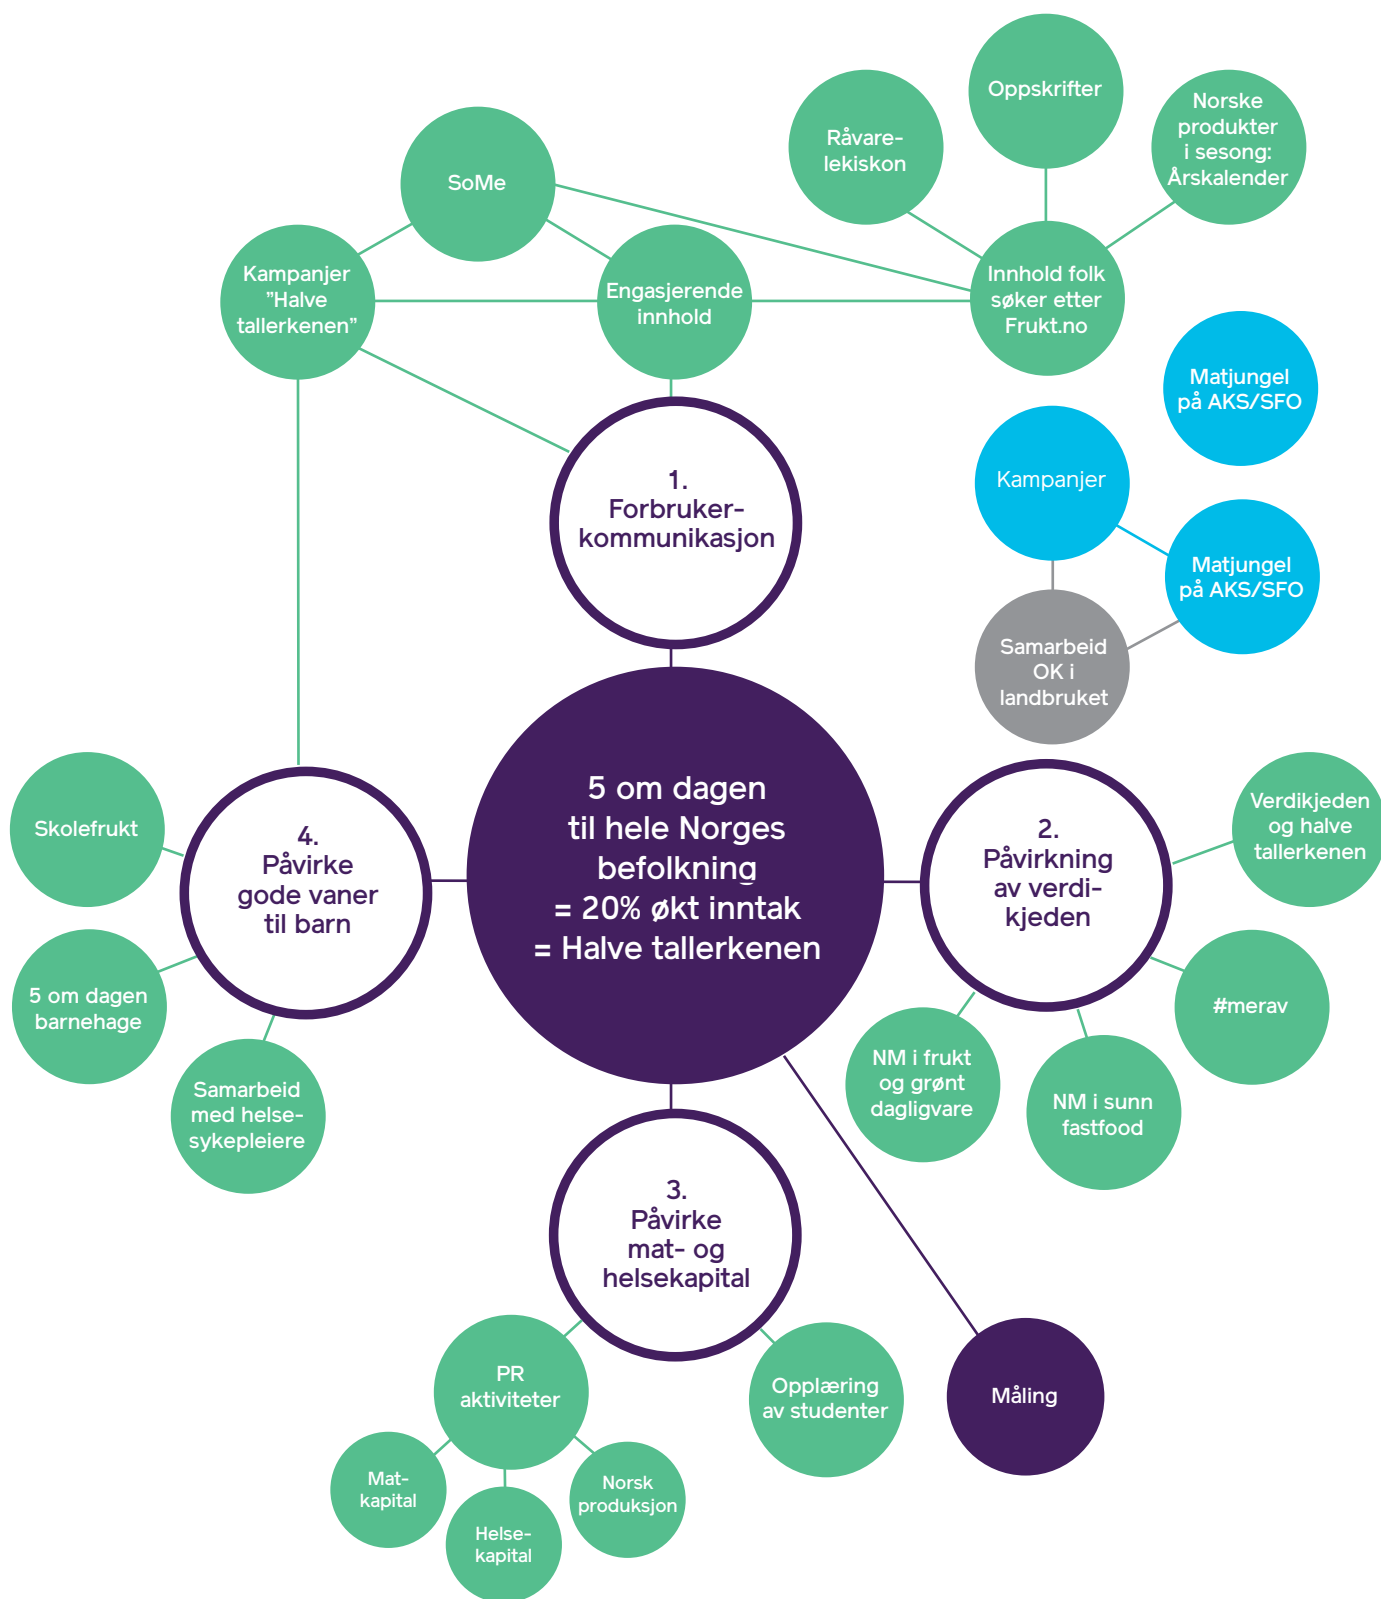 Oppskrifter
Norske
produkter
i sesong:
Årskalender
Råvare-
lekiskon
SoMe
Kampanjer
”Halve
tallerkenen”
Engasjerende
innhold
Innhold folk
søker etter
Frukt.no
Matjungel
på AKS/SFO
Kampanjer
Matjungel
på AKS/SFO
Samarbeid
OK i
landbruket
1.
Forbruker-
kommunikasjon
5 om dagen
til hele Norges
befolkning
= 20% økt inntak
= Halve tallerkenen
2.
Påvirkning
av verdi-
kjeden
Verdikjeden
og halve
tallerkenen
#merav
NM i sunn
fastfood
NM i frukt
og grønt
dagligvare
4.
Påvirke
gode vaner
til barn
Skolefrukt
5 om dagen
barnehage
Samarbeid
med helse-
sykepleiere
3.
Påvirke
mat- og
helsekapital
PR
aktiviteter
Mat-
kapital
Helse-
kapital
Norsk
produksjon
Opplæring
av studenter
Måling